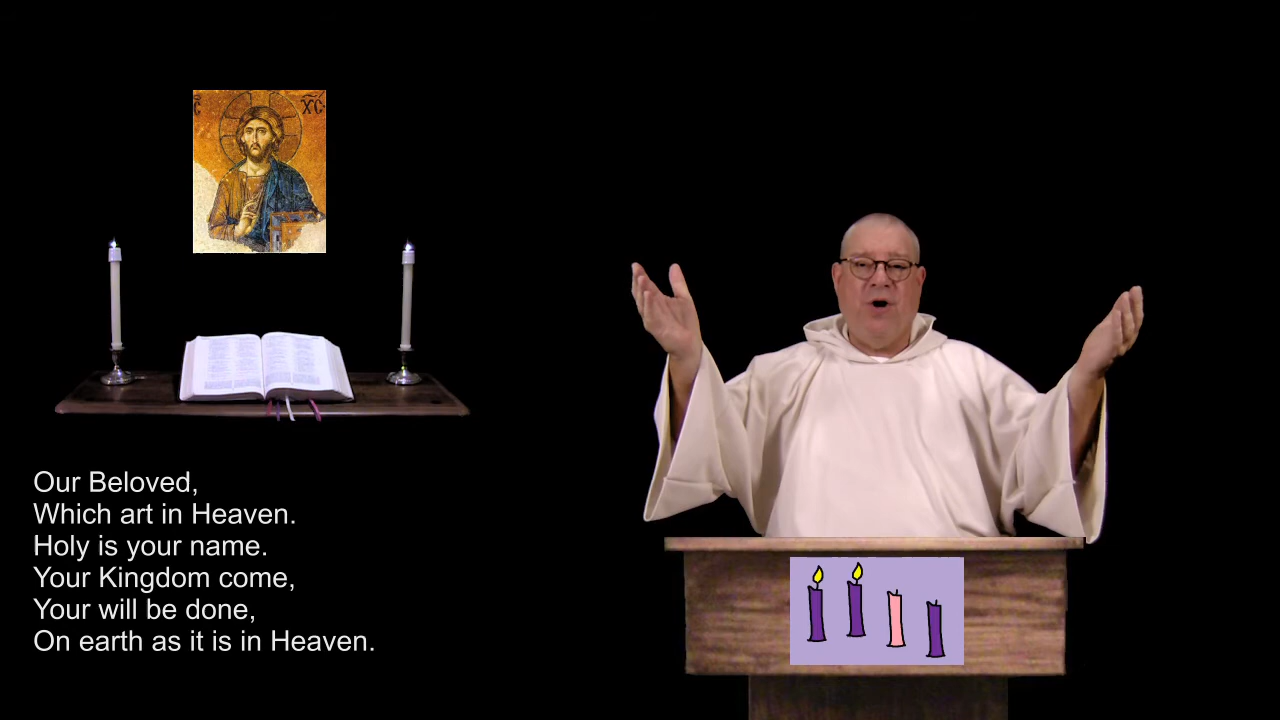 C XC
Our Beloved,
Which art in Heaven.
Holy is your name.
Your Kingdom come,
Your will be done,
On earth as it is in Heaven.